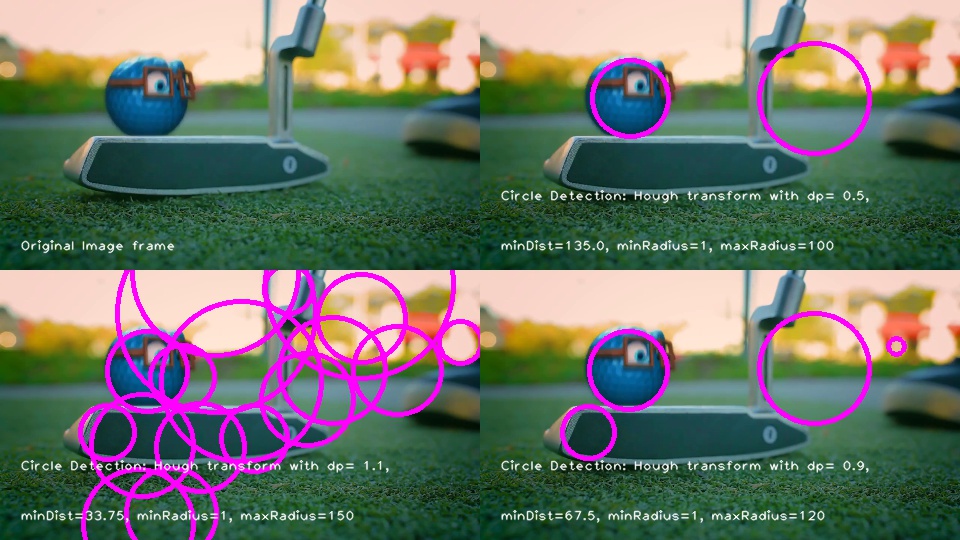 Original Image frame
Circle Detection: Hough transform with dp= 0.5,
minDist=135.0, minRadius=1, maxRadius=100
Circle Detection: Hough transform with dp= 1.1,
minDist=33.75, minRadius=1, maxRadius=150
Circle Detection: Hough transform with dp= 0.9,
minDist=67.5, minRadius=1, maxRadius=120